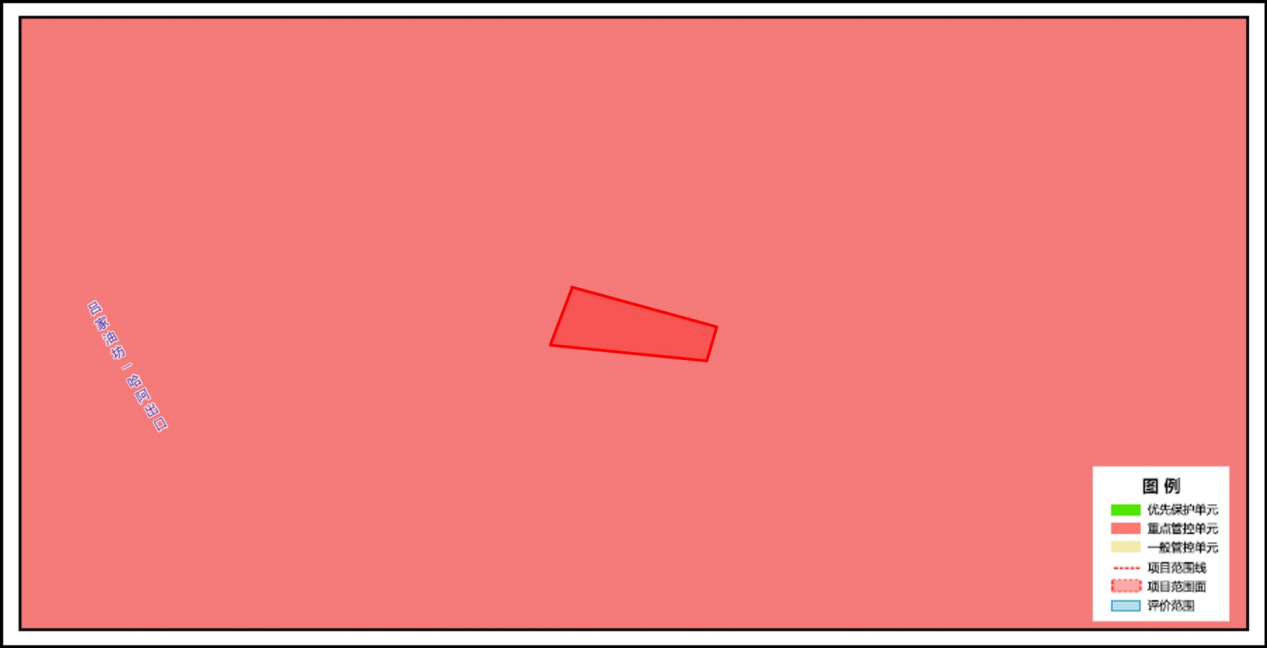 吕家油坊—哈阿出口
图例
优先保护单元
重点管控单元
一般管控单元
项目范围线
项目范围面
评价范围